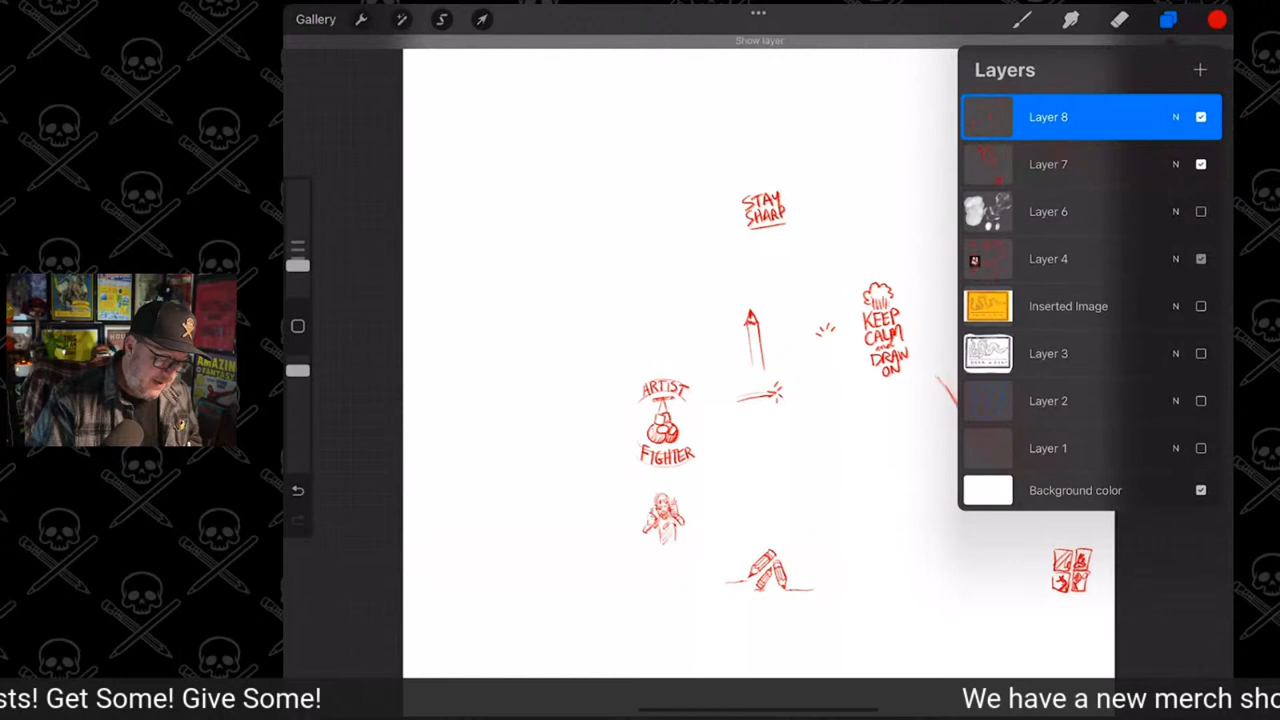 Gallery
Show layer
Layers
Layer 8 N
Layer 7 N
Layer 6 N
Layer 4 N
Inserted Image N
Layer 3 N
Layer 2 N
Layer 1 N
Background color
STAY
SHARP
KEEP
CALM
and
DRAW
ON
ARTIST
FIGHTER
AMAZING
FANTASY
sts! Get Some! Give Some!
We have a new merch sho